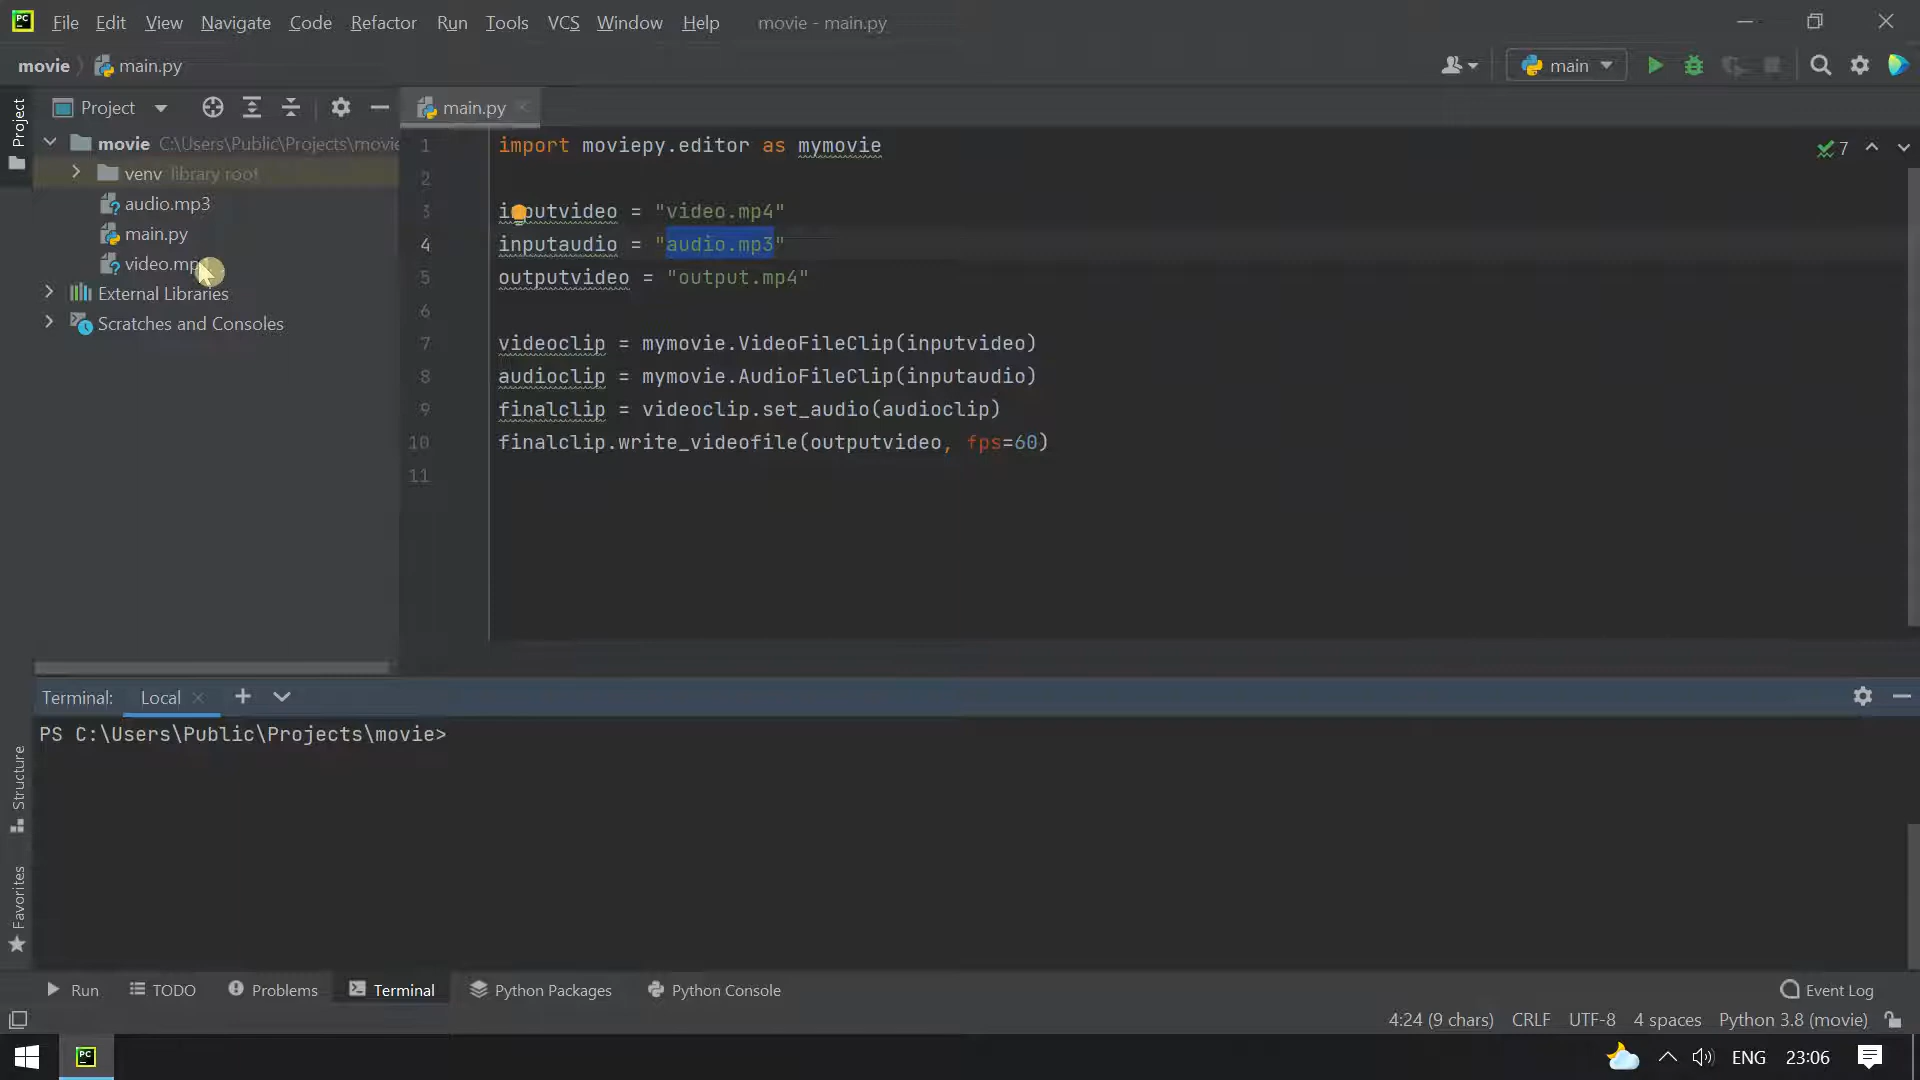 PC File Edit View Navigate Code Refactor Run Tools VCS Window Help movie - main.py
movie main.py main
Project Project main.py
movie C:\Users\Public\Projects\movie
venv library root
audio.mp3
main.py
video.mp
External Libraries
Scratches and Consoles
1 import moviepy.editor as mymovie
7
2
3 inputvideo = "video.mp4"
4 inputaudio = "audio.mp3"
5 outputvideo = "output.mp4"
6
7 videoclip = mymovie.VideoFileClip(inputvideo)
8 audioclip = mymovie.AudioFileClip(inputaudio)
9 finalclip = videoclip.set_audio(audioclip)
10 finalclip.write_videofile(outputvideo, fps=60)
11
Terminal: Local
PS C:\Users\Public\Projects\movie>
Structure
Favorites
Run TODO Problems Terminal Python Packages Python Console Event Log
4:24 (9 chars) CRLF UTF-8 4 spaces Python 3.8 (movie)
PC ENG 23:06